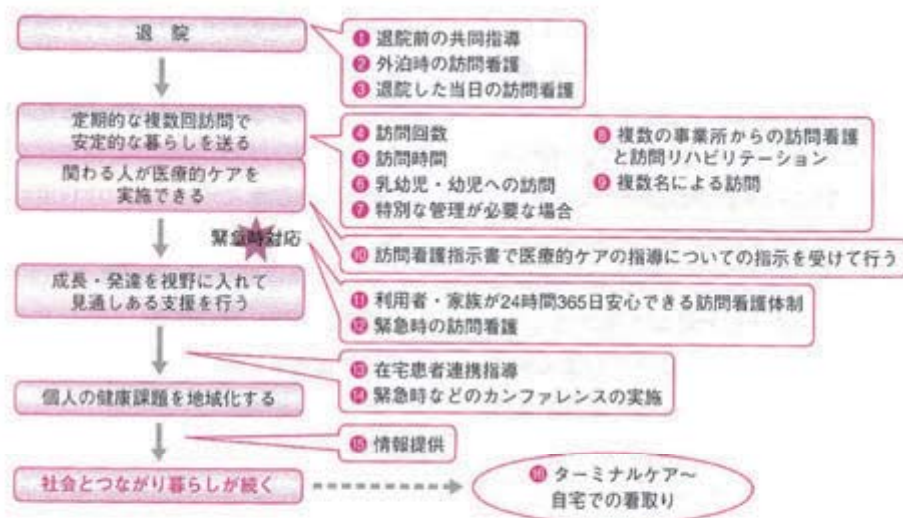 退 院
❶ 退院前の共同指導
❷ 外泊時の訪問看護
❸ 退院した当日の訪問看護
定期的な複数回訪問で
安定的な暮らしを送る
関わる人が医療的ケアを
実施できる
❹ 訪問回数
❺ 訪問時間
❻ 乳幼児・幼児への訪問
❼ 特別な管理が必要な場合
❽ 複数の事業所からの訪問看護
と訪問リハビリテーション
❾ 複数名による訪問
緊急時対応
❿ 訪問看護指示書で医療的ケアの指導についての指示を受けて行う
成長・発達を視野に入れて
見通しある支援を行う
⓫ 利用者・家族が24時間365日安心できる訪問看護体制
⓬ 緊急時の訪問看護
⓭ 在宅患者連携指導
⓮ 緊急時などのカンファレンスの実施
個人の健康課題を地域化する
⓯ 情報提供
社会とつながり暮らしが続く
⓰ ターミナルケア〜
自宅での看取り